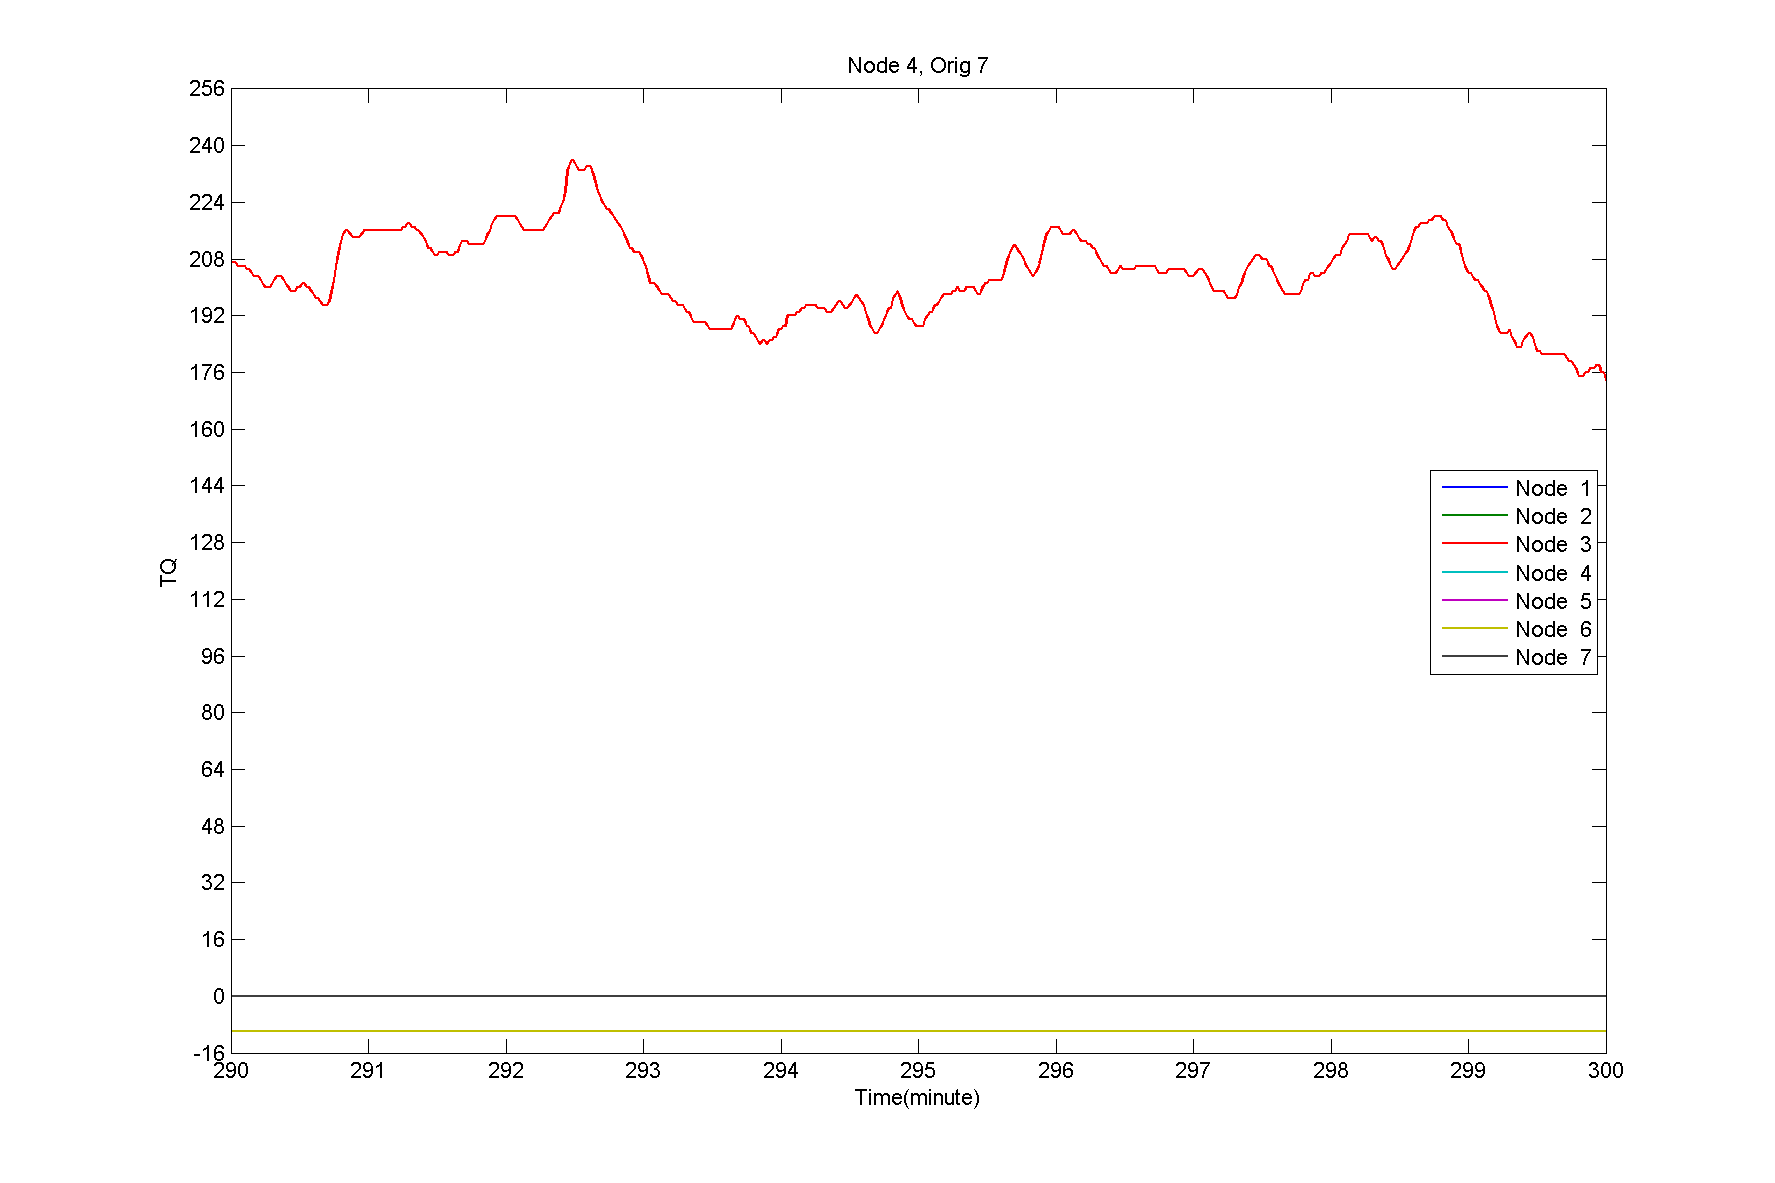 Node 4, Orig 7
256
240
224
208
192
176
160
144
128
112
96
80
64
48
32
16
0
-16
TQ
Node 1
Node 2
Node 3
Node 4
Node 5
Node 6
Node 7
290 291 292 293 294 295 296 297 298 299 300
Time(minute)